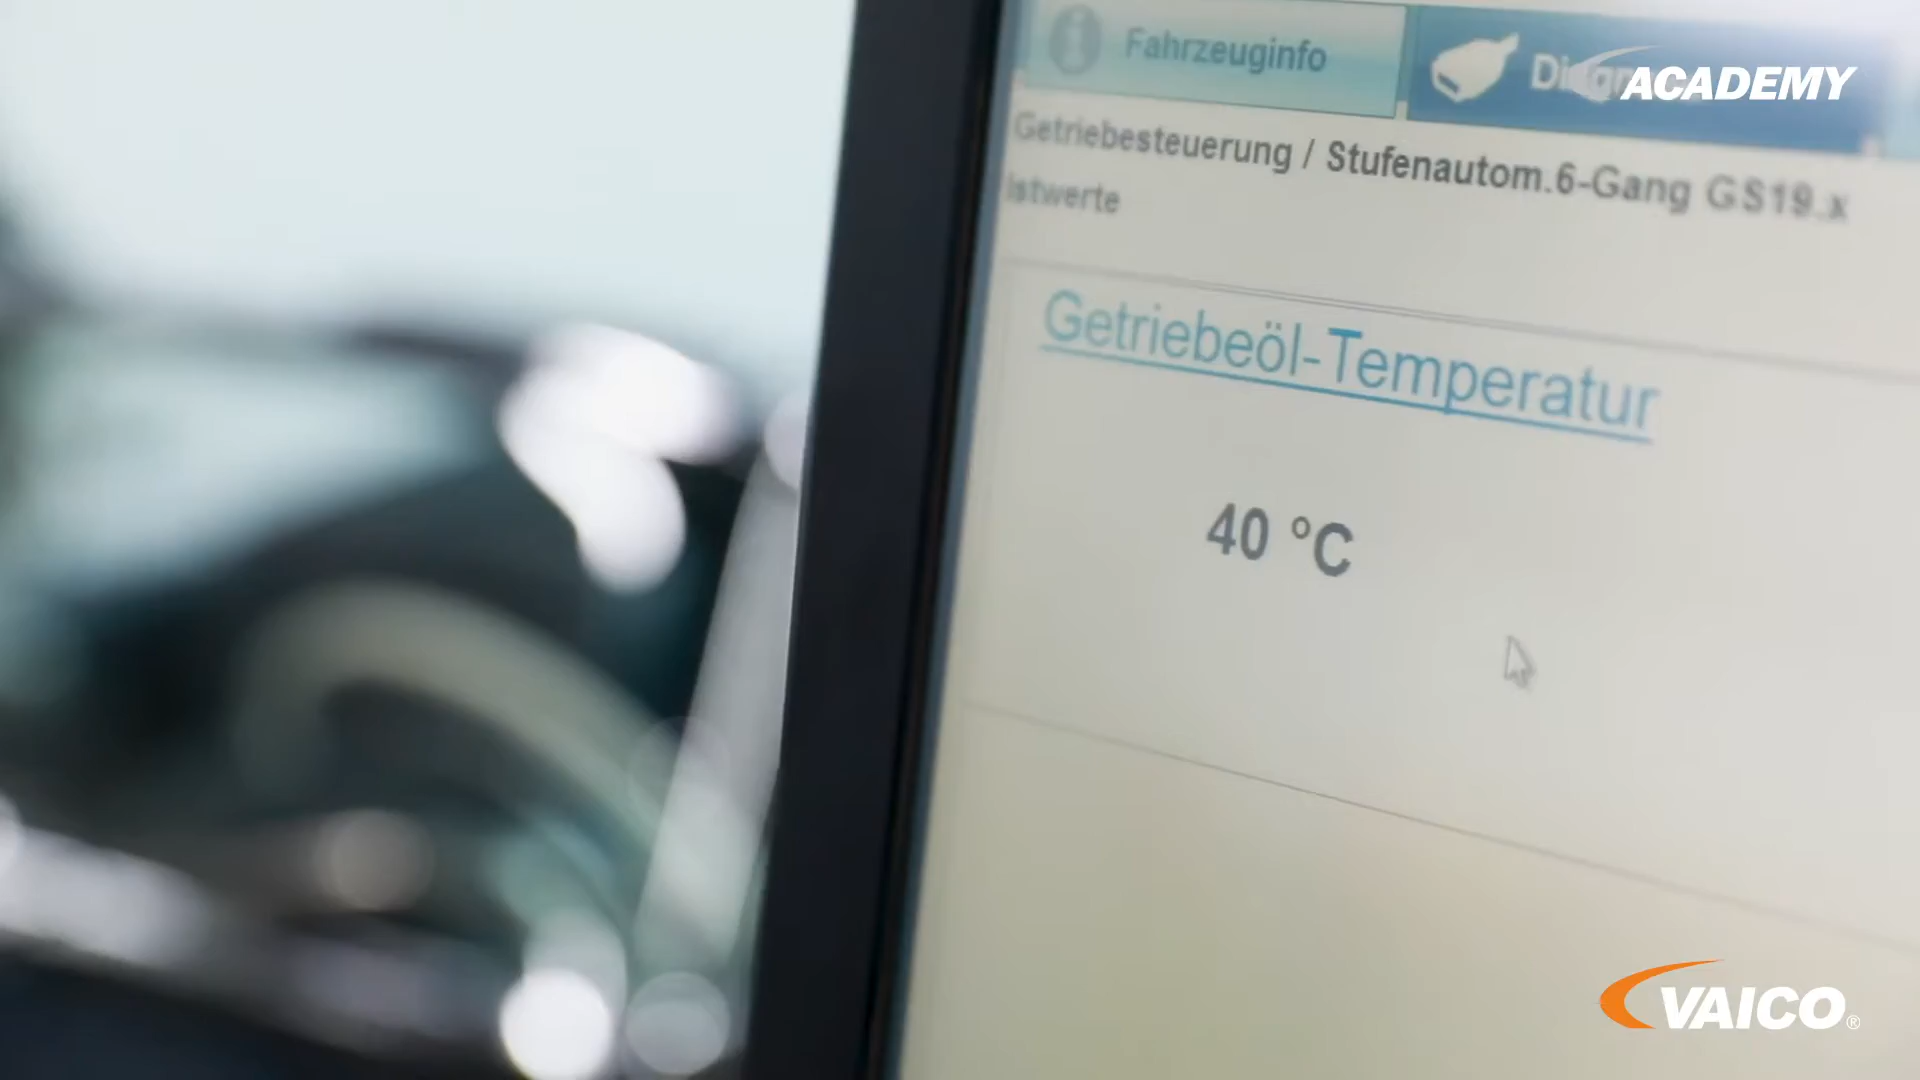 Fahrzeuginfo
ACADEMY
Getriebesteuerung / Stufenautom.6-Gang GS19.x
Istwerte
Getriebeöl-Temperatur
40 °C
VAICO®